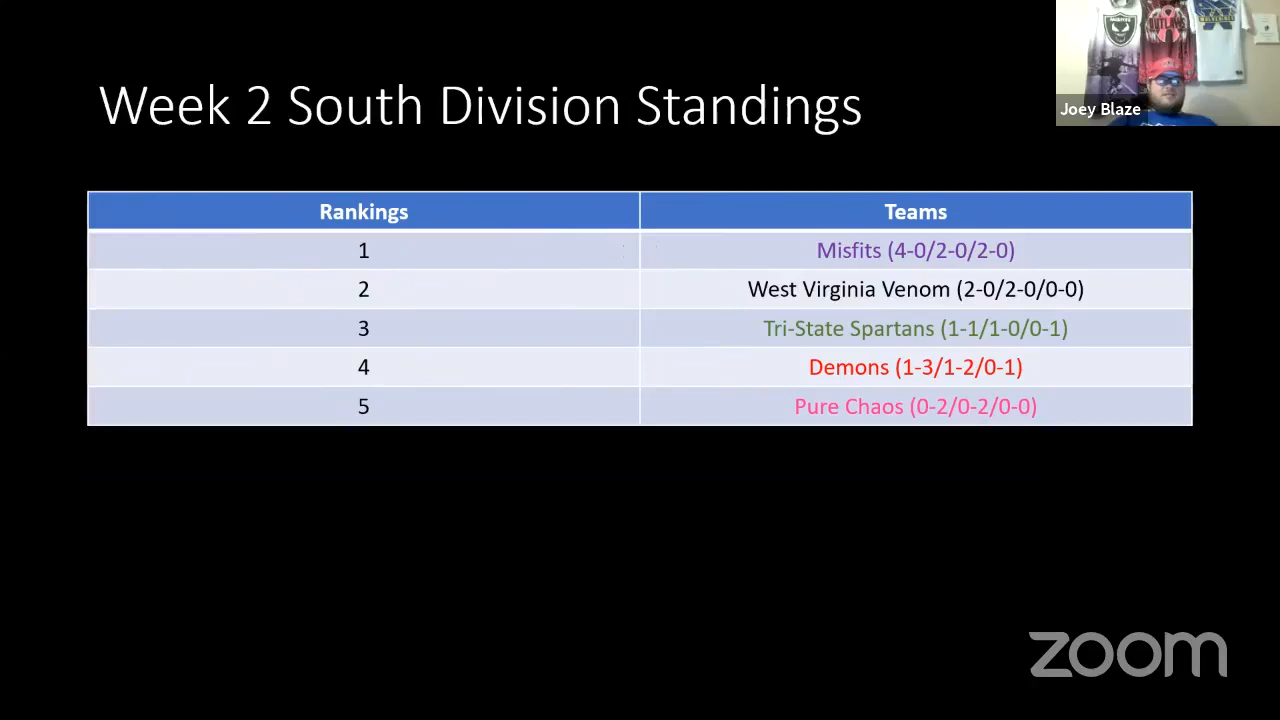 Week 2 South Division Standings
Joey Blaze
Rankings Teams
1 Misfits (4-0/2-0/2-0)
2 West Virginia Venom (2-0/2-0/0-0)
3 Tri-State Spartans (1-1/1-0/0-1)
4 Demons (1-3/1-2/0-1)
5 Pure Chaos (0-2/0-2/0-0)
zoom